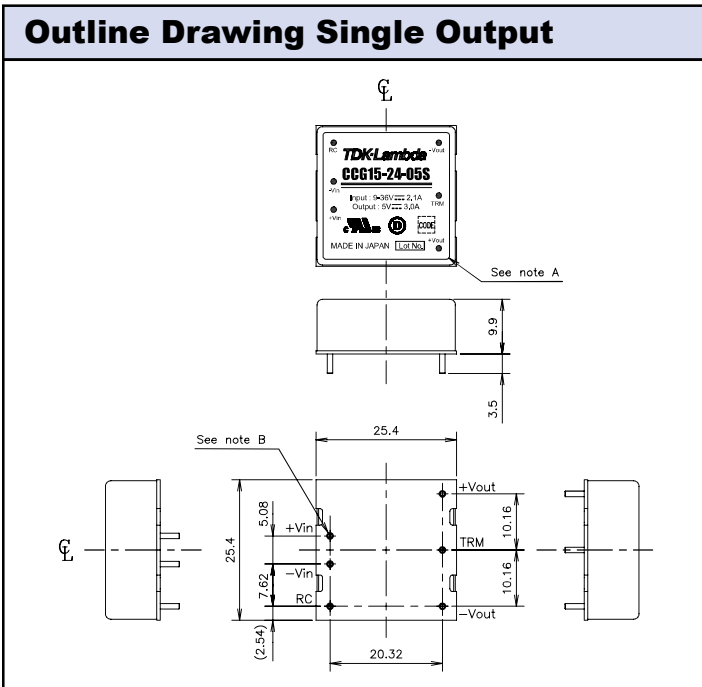 Outline Drawing Single Output
℄
RC
-Vout
TDK-Lambda
CCG15-24-05S
-Vin
Input : 9-36V⎓ 2,1A
TRM
Output : 5V⎓ 3,0A
+Vin
c UL us
D
CODE
MADE IN JAPAN Lot No.
+Vout
See note A
9.9
3.5
25.4
See note B
+Vout
5.08
+Vin
10.16
℄
25.4
TRM
-Vin
7.62
10.16
RC
-Vout
(2.54)
20.32